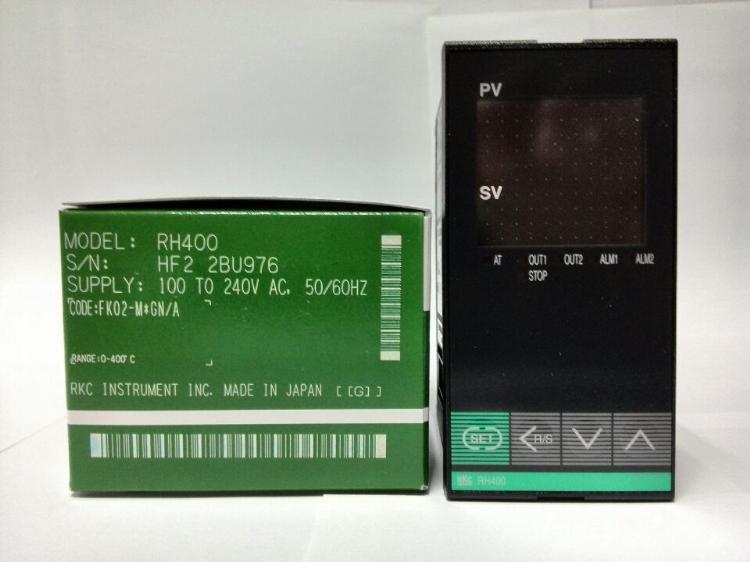 MODEL: RH400
S/N: HF2 2BU976
SUPPLY: 100 TO 240V AC, 50/60HZ
CODE:FK02-M*GN/A
RANGE:0-400°C
RKC INSTRUMENT INC. MADE IN JAPAN [ [G] ]
PV
SV
AT OUT1 OUT2 ALM1 ALM2
STOP
SET <R/S
RKC RH400